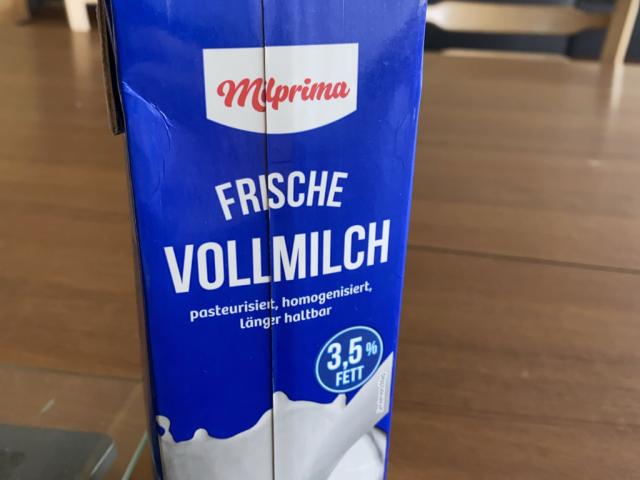 Milprima
FRISCHE
VOLLMILCH
pasteurisiert, homogenisiert,
länger haltbar
3,5%
FETT